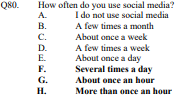 Q80. How often do you use social media?
A. I do not use social media
B. A few times a month
C. About once a week
D. A few times a week
E. About once a day
F. Several times a day
G. About once an hour
H. More than once an hour